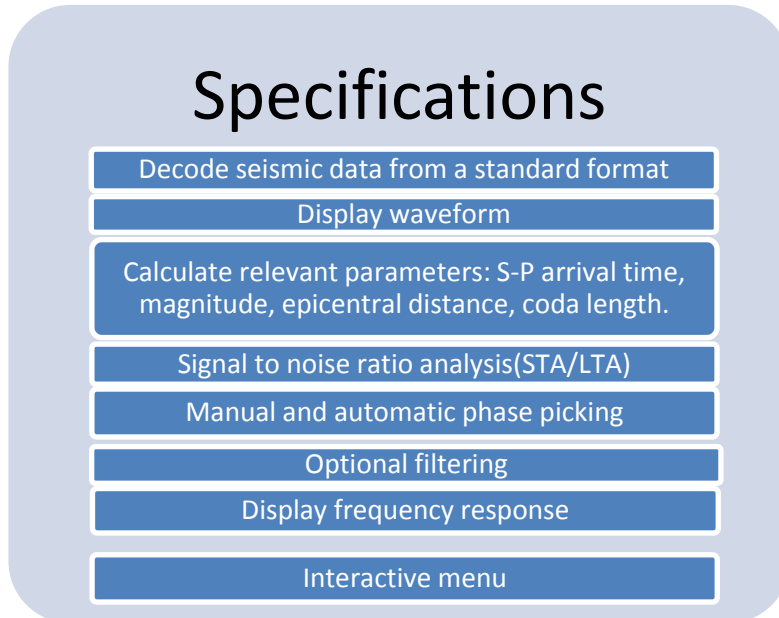 Specifications
Decode seismic data from a standard format
Display waveform
Calculate relevant parameters: S-P arrival time,
magnitude, epicentral distance, coda length.
Signal to noise ratio analysis(STA/LTA)
Manual and automatic phase picking
Optional filtering
Display frequency response
Interactive menu